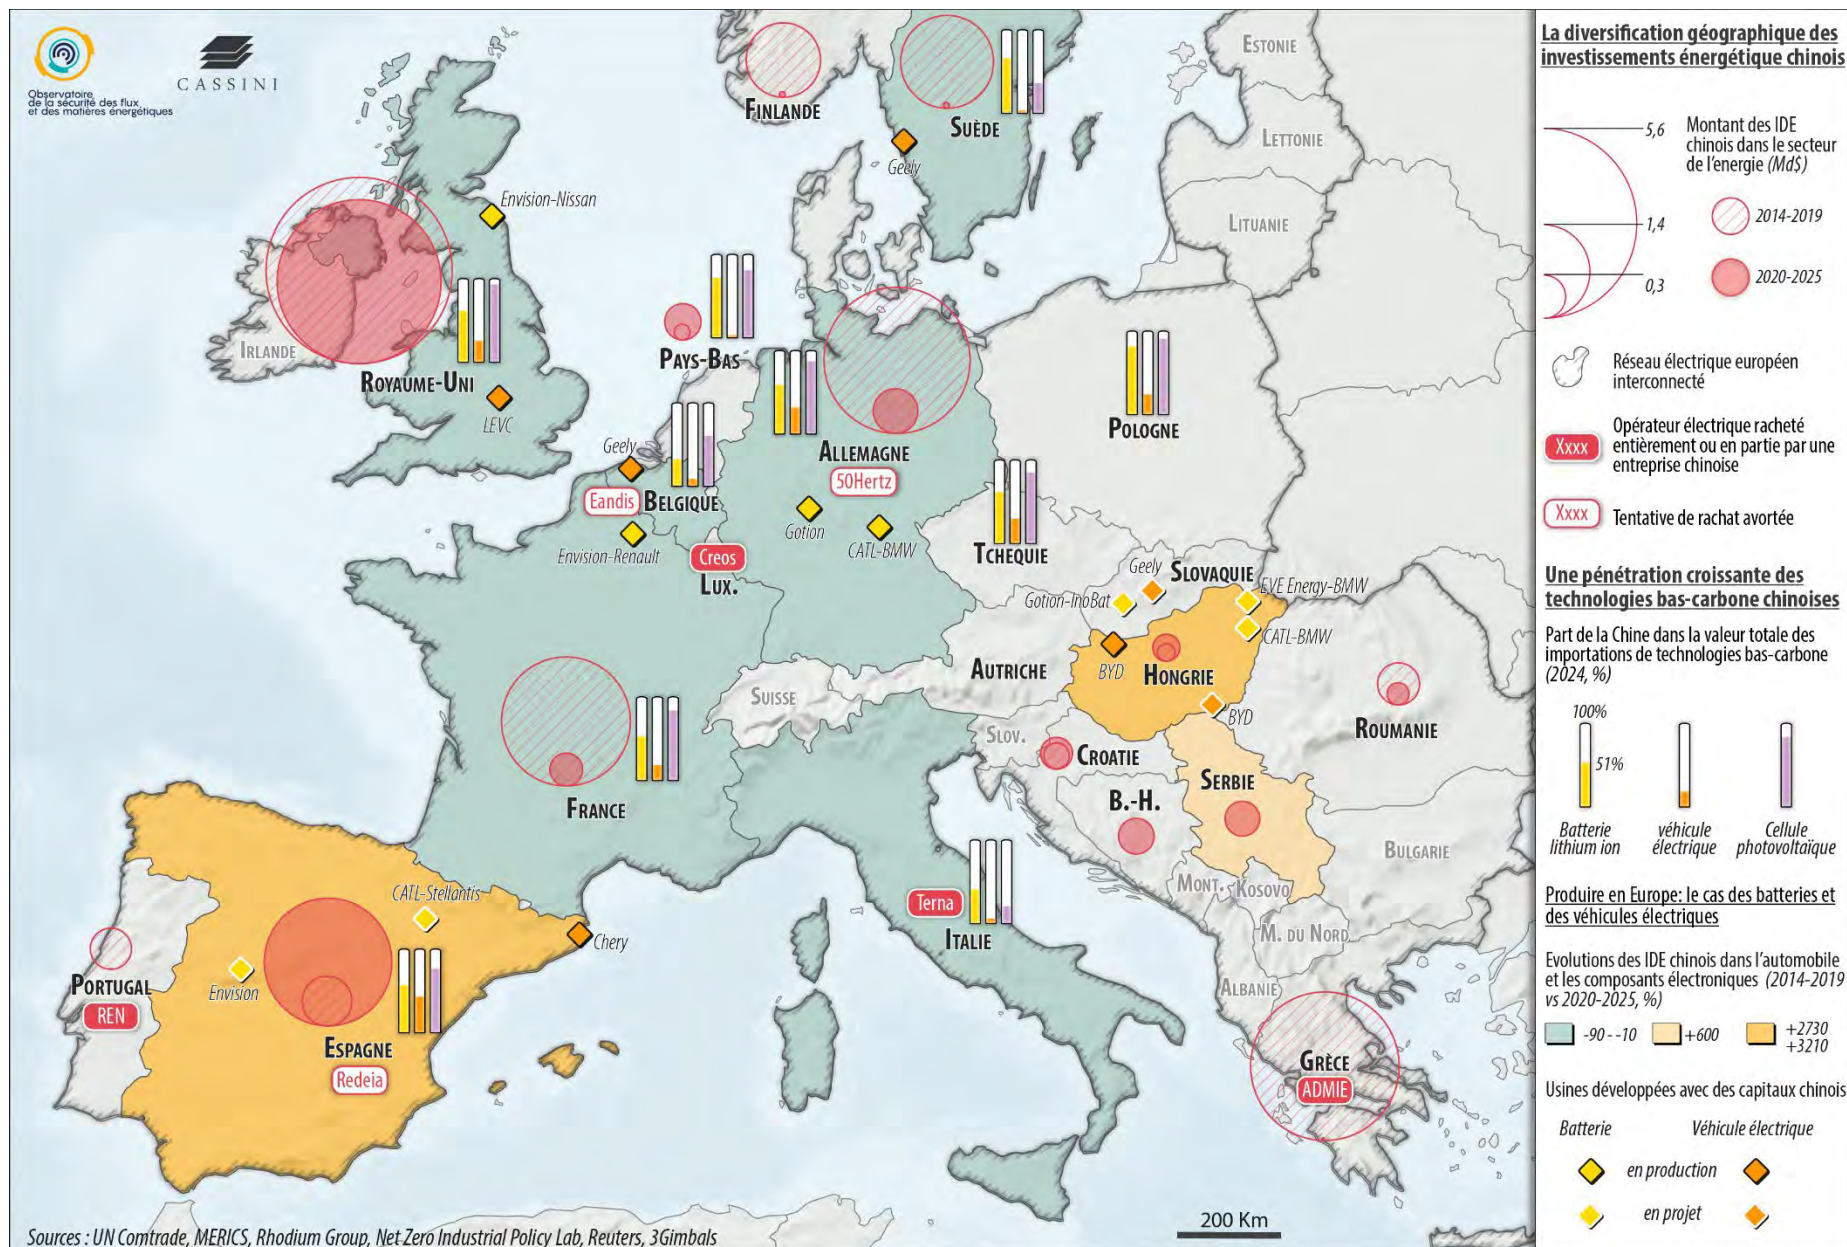 Observatoire
de la sécurité des flux
et des matières énergétiques
CASSINI
FINLANDE
SUÈDE
Geely
ESTONIE
LETTONIE
LITUANIE
Envision-Nissan
IRLANDE
ROYAUME-UNI
LEVC
PAYS-BAS
Geely
Eandis
BELGIQUE
Envision-Renault
Creos
LUX.
ALLEMAGNE
50Hertz
Gotion
CATL-BMW
POLOGNE
TCHEQUIE
Geely
SLOVAQUIE
Gotion-InoBat
EVE Energy-BMW
CATL-BMW
AUTRICHE
BYD
HONGRIE
BYD
SUISSE
SLOV.
CROATIE
ROUMANIE
B.-H.
SERBIE
FRANCE
BULGARIE
MONT.
KOSOVO
M. DU NORD
ALBANIE
Terna
ITALIE
CATL-Stellantis
Chery
Envision
PORTUGAL
REN
ESPAGNE
Redeia
GRÈCE
ADMIE
200 Km
Sources : UN Comtrade, MERICS, Rhodium Group, Net Zero Industrial Policy Lab, Reuters, 3Gimbals
La diversification géographique des
investissements énergétique chinois
5,6
1,4
0,3
Montant des IDE
chinois dans le secteur
de l'energie (Md$)
2014-2019
2020-2025
Réseau électrique européen
interconnecté
Xxxx
Opérateur électrique racheté
entièrement ou en partie par une
entreprise chinoise
Xxxx
Tentative de rachat avortée
Une pénétration croissante des
technologies bas-carbone chinoises
Part de la Chine dans la valeur totale des
importations de technologies bas-carbone
(2024, %)
100%
51%
Batterie
lithium ion
véhicule
électrique
Cellule
photovoltaïque
Produire en Europe: le cas des batteries et
des véhicules électriques
Evolutions des IDE chinois dans l'automobile
et les composants électroniques (2014-2019
vs 2020-2025, %)
-90 - -10
+600
+2730
+3210
Usines développées avec des capitaux chinois
Batterie
Véhicule électrique
en production
en projet